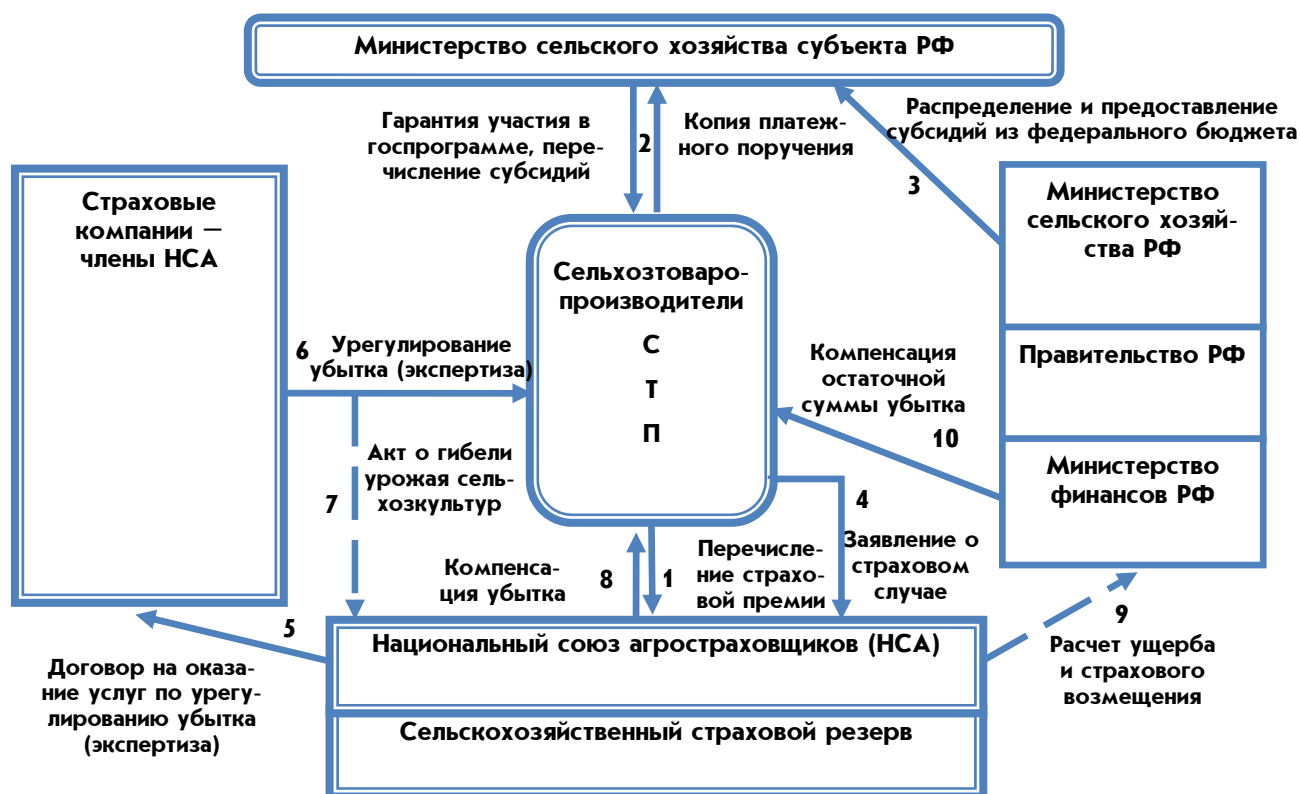 Министерство сельского хозяйства субъекта РФ
Гарантия участия в
госпрограмме, пере-
числение субсидий
2
Копия платеж-
ного поручения
Распределение и предоставление
субсидий из федерального бюджета
3
Страховые
компании —
члены НСА
Сельхозтоваро-
производители
С
Т
П
Министерство
сельского хозяй-
ства РФ
Правительство РФ
Министерство
финансов РФ
6 Урегулирование
убытка (экспертиза)
Компенсация
остаточной
суммы убытка
10
Акт о гибели
урожая сель-
хозкультур
7
4
Заявление о
страховом
случае
Компенса-
ция убытка
8
1
Перечисле-
ние страхо-
вой премии
5
Договор на оказа-
ние услуг по урегу-
лированию убытка
(экспертиза)
Национальный союз агростраховщиков (НСА)
Сельскохозяйственный страховой резерв
9
Расчет ущерба
и страхового
возмещения